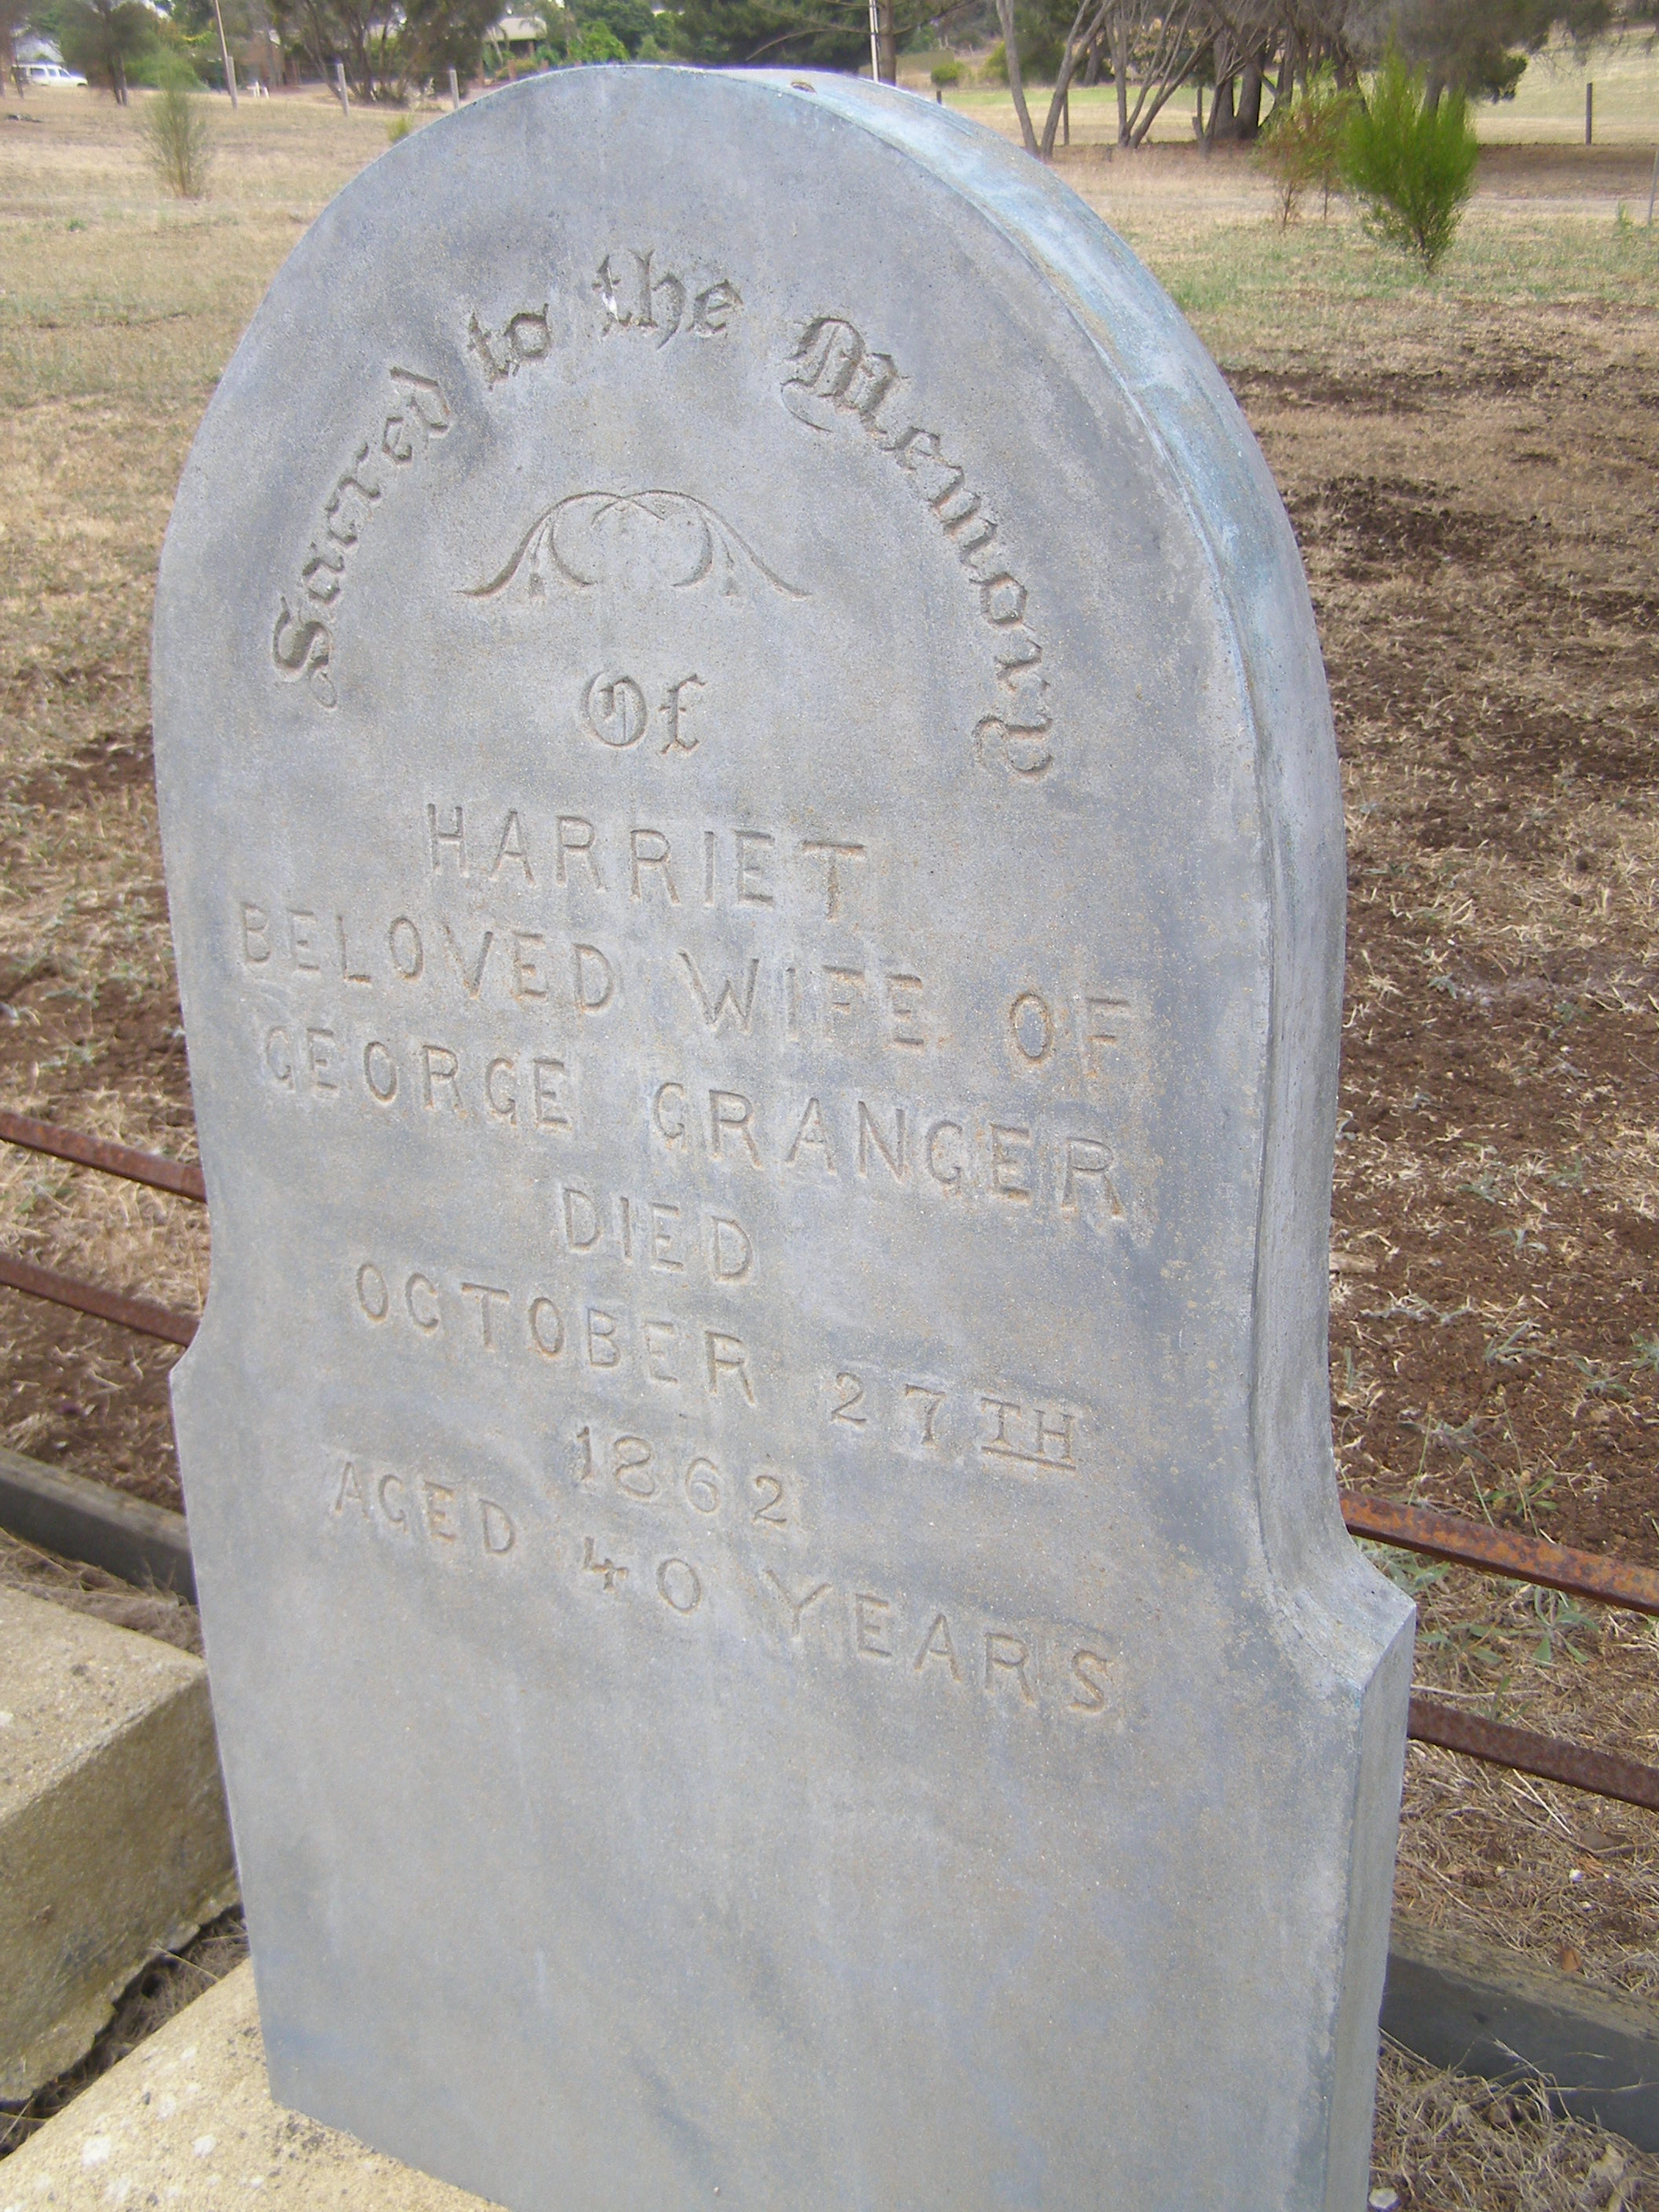 Sacred to the Memory
Of
HARRIET
BELOVED WIFE OF
GEORGE GRANGER
DIED
OCTOBER 27TH
1862
AGED 40 YEARS